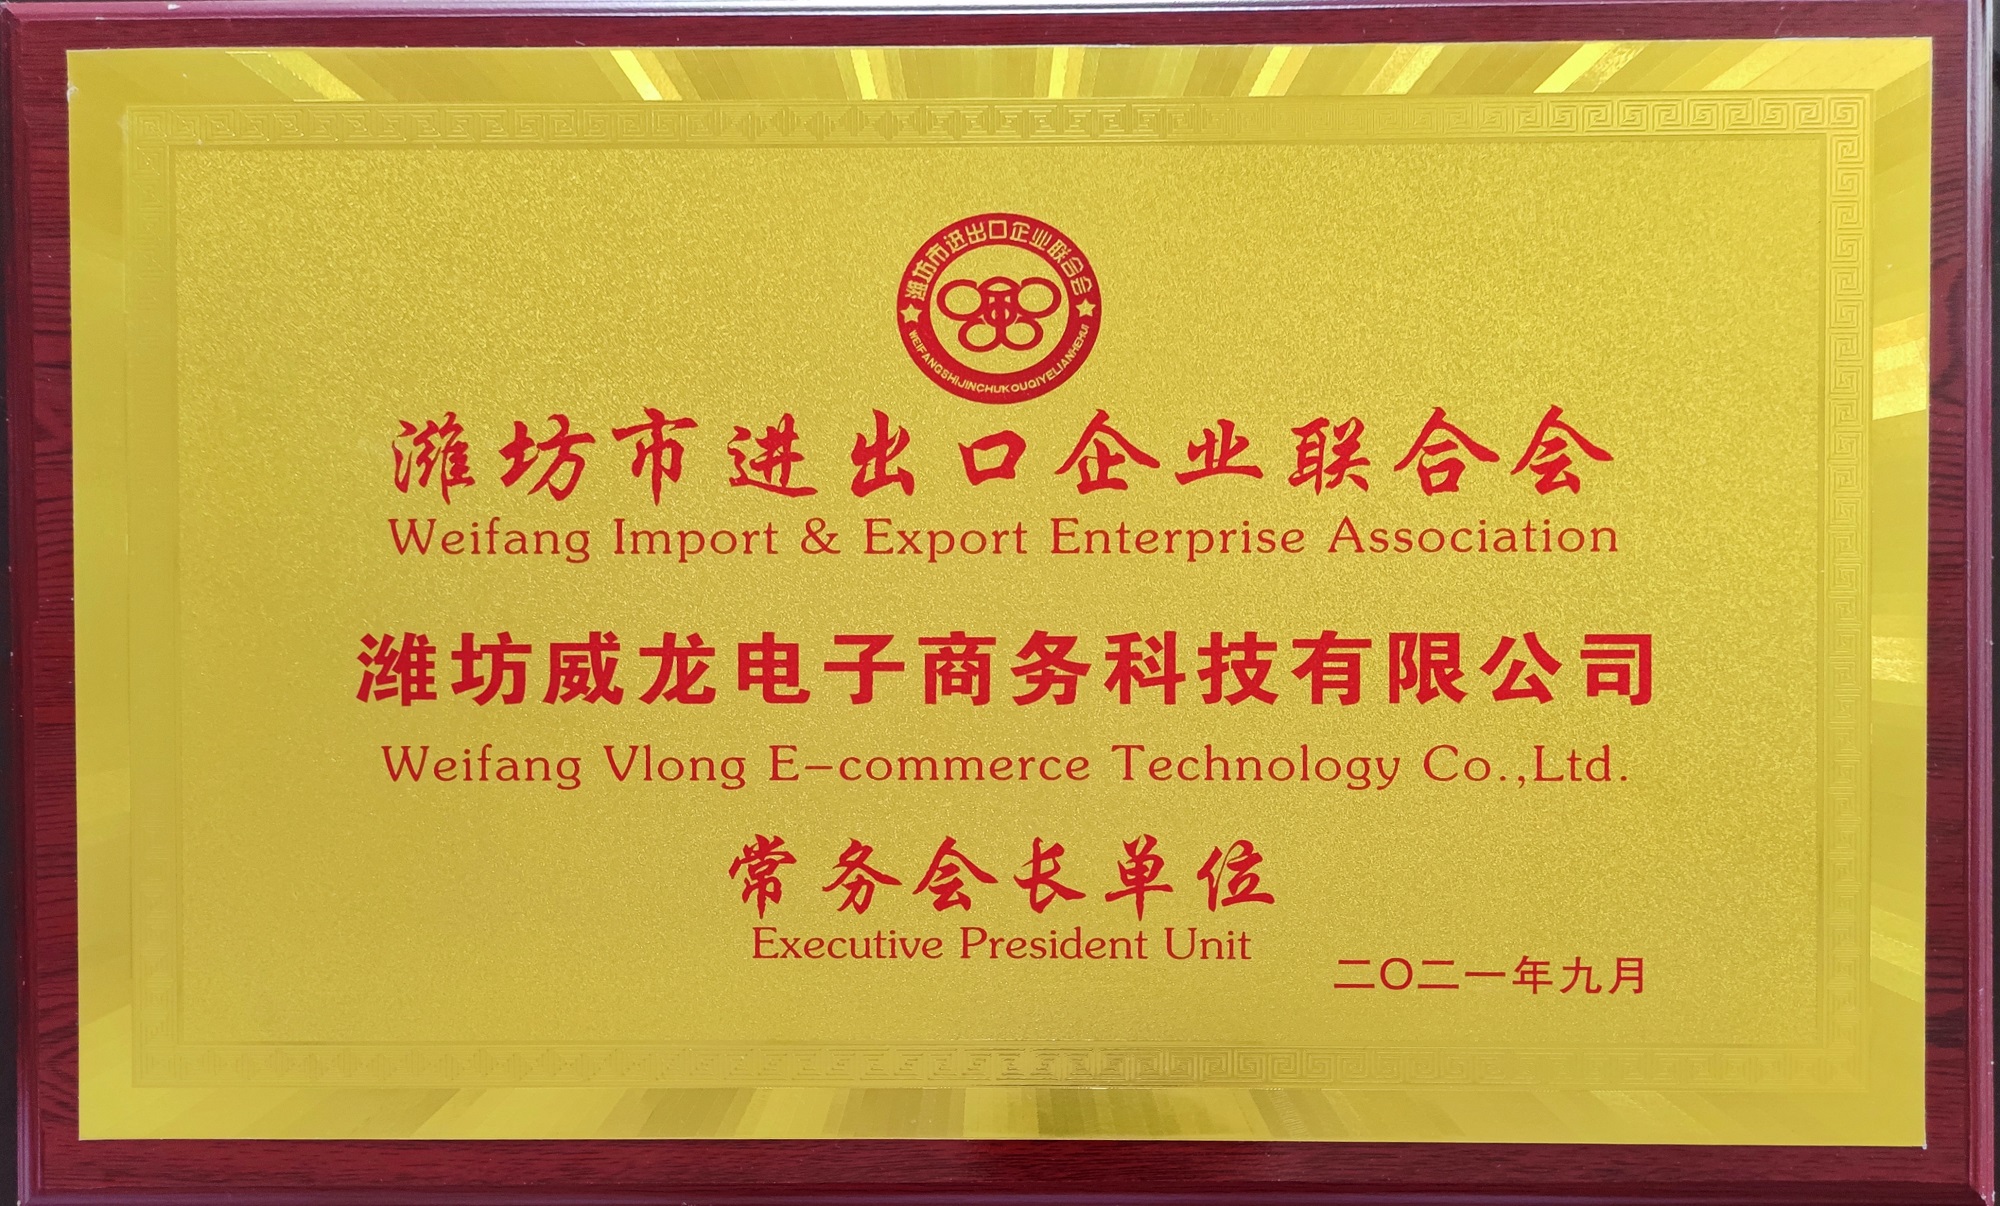 潍坊市进出口企业联合会
WEIFANGSHIJINCHUKOUQIYELIANHEHUI
潍坊市进出口企业联合会
Weifang Import & Export Enterprise Association
潍坊威龙电子商务科技有限公司
Weifang Vlong E-commerce Technology Co.,Ltd.
常务会长单位
Executive President Unit
二〇二一年九月